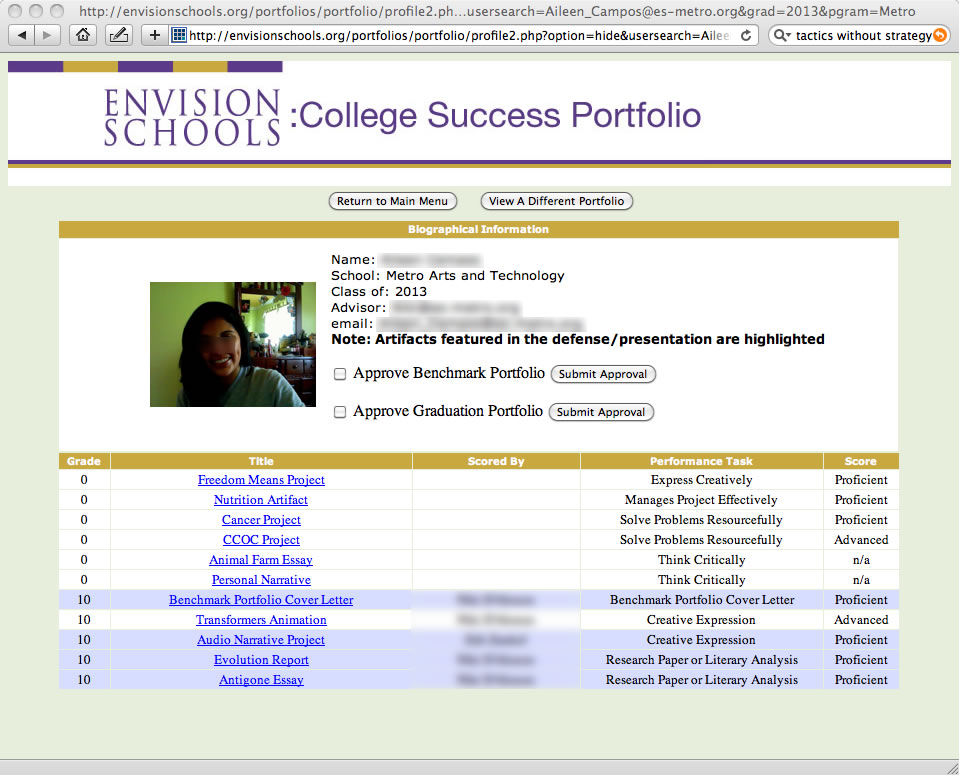 http://envisionschools.org/portfolios/portfolio/profile2.ph...usersearch=Aileen_Campos@es-metro.org&grad=2013&pgram=Metro
http://envisionschools.org/portfolios/portfolio/profile2.php?option=hide&usersearch=Ailee tactics without strategy
ENVISION
SCHOOLS :College Success Portfolio
Return to Main Menu View A Different Portfolio
Biographical Information
Name:
School: Metro Arts and Technology
Class of: 2013
Advisor:
email:
Note: Artifacts featured in the defense/presentation are highlighted
Approve Benchmark Portfolio Submit Approval
Approve Graduation Portfolio Submit Approval
Grade Title Scored By Performance Task Score
0 Freedom Means Project Express Creatively Proficient
0 Nutrition Artifact Manages Project Effectively Proficient
0 Cancer Project Solve Problems Resourcefully Proficient
0 CCOC Project Solve Problems Resourcefully Advanced
0 Animal Farm Essay Think Critically n/a
0 Personal Narrative Think Critically n/a
10 Benchmark Portfolio Cover Letter Benchmark Portfolio Cover Letter Proficient
10 Transformers Animation Creative Expression Advanced
10 Audio Narrative Project Creative Expression Proficient
10 Evolution Report Research Paper or Literary Analysis Proficient
10 Antigone Essay Research Paper or Literary Analysis Proficient